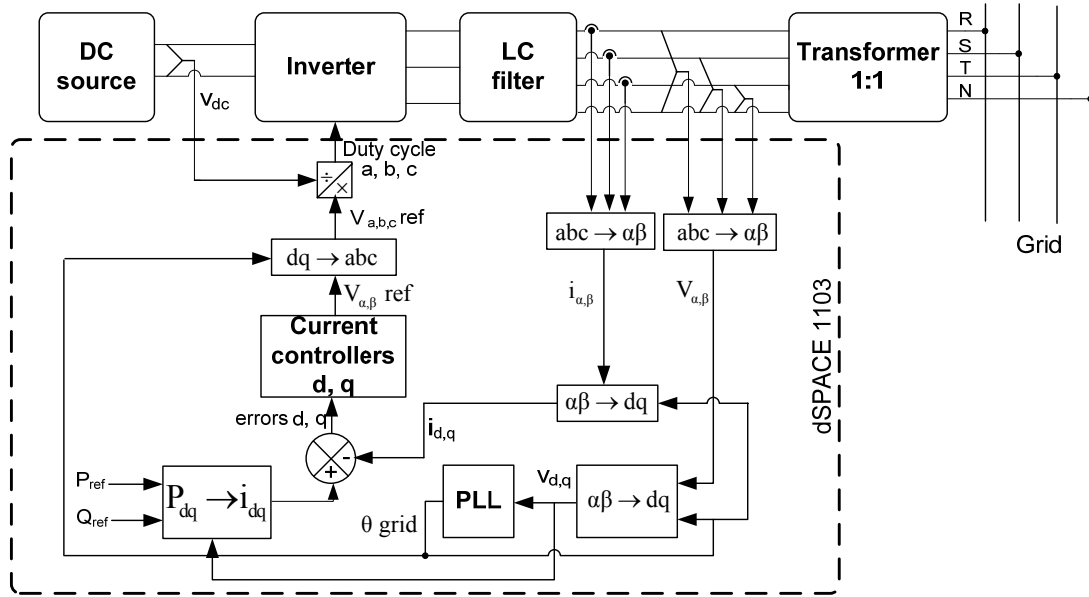 DC
source
Inverter
LC
filter
Transformer
1:1
R
S
T
N
Grid
vdc
Duty cycle
a, b, c
÷
×
Va,b,c ref
dq → abc
Vα,β ref
Current
controllers
d, q
errors d, q
-
+
abc → αβ
abc → αβ
iα,β
Vα,β
αβ → dq
id,q
dSPACE 1103
Pref
Qref
Pdq → idq
θ grid
PLL
vd,q
αβ → dq